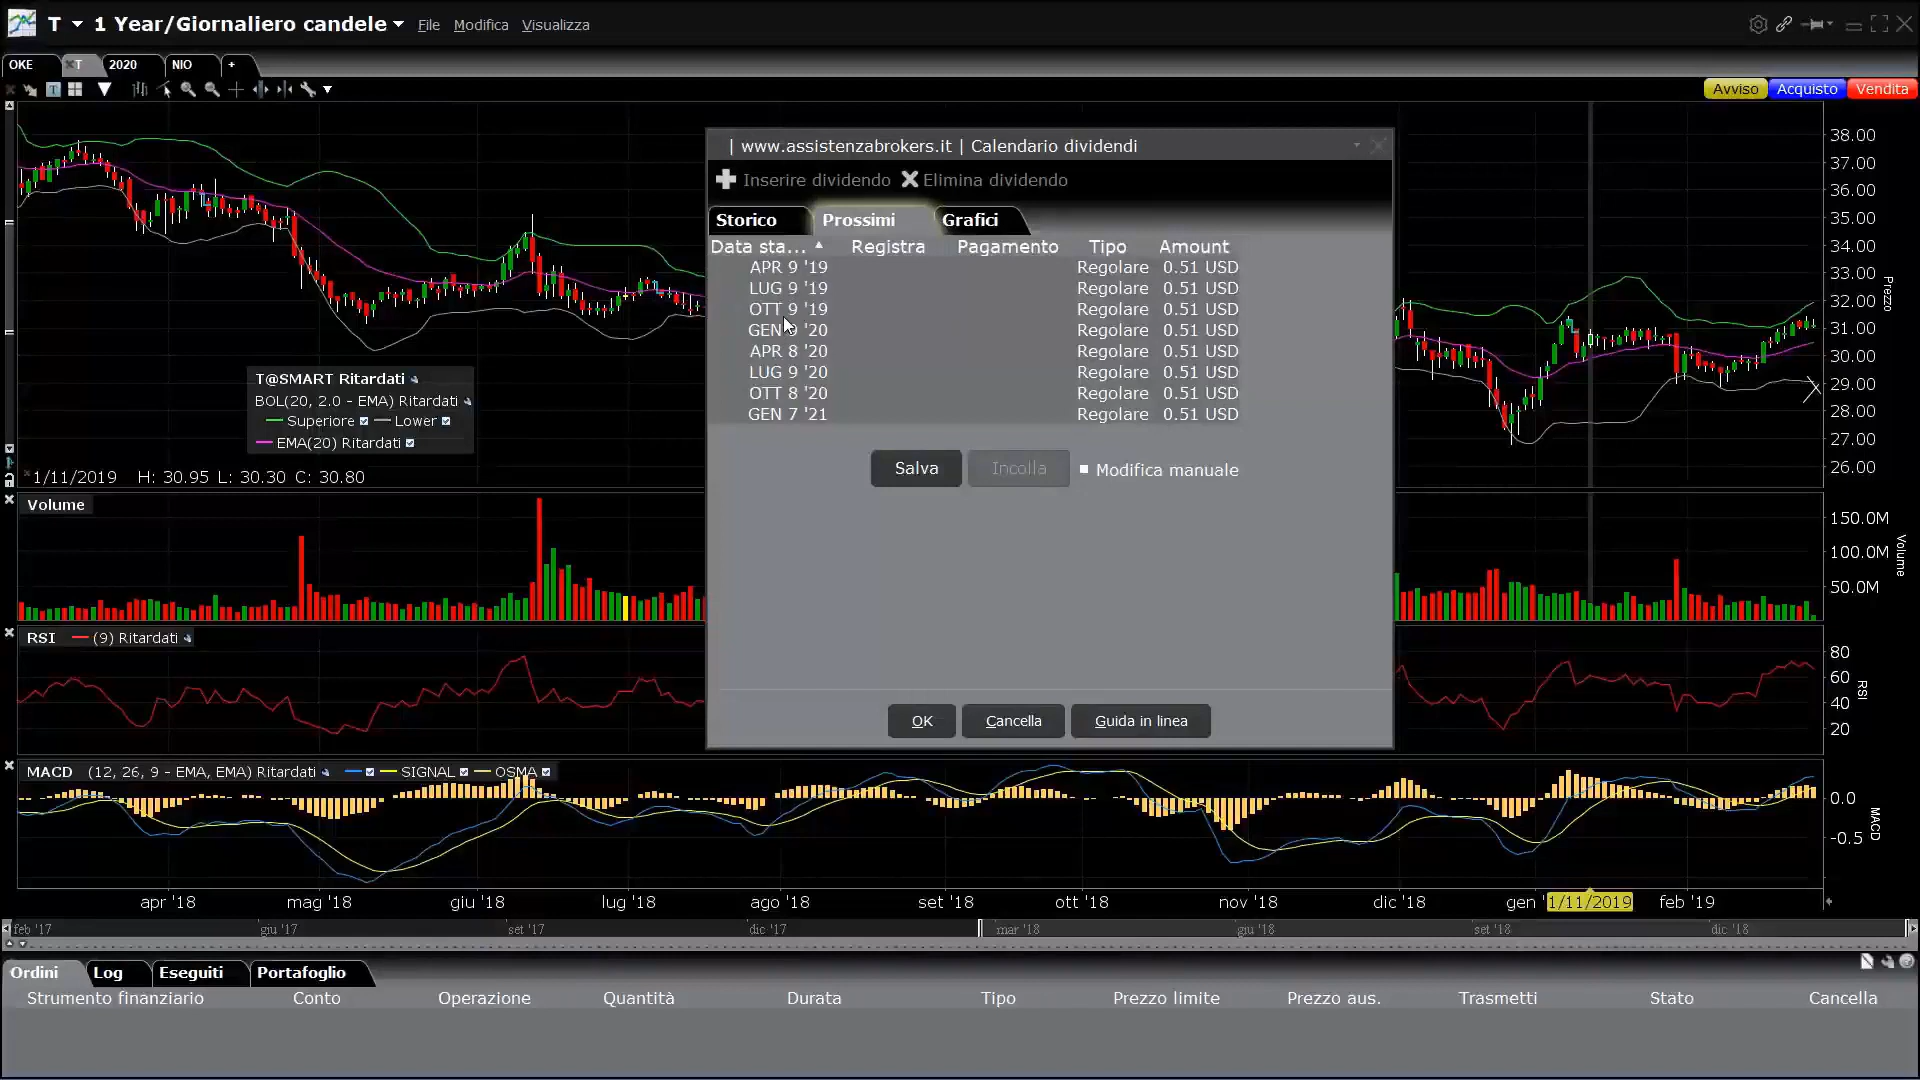 T 1 Year/Giornaliero candele File Modifica Visualizza
OKE T 2020 NIO +
Avviso Acquisto Vendita
| www.assistenzabrokers.it | Calendario dividendi
Inserire dividendo Elimina dividendo
Storico Prossimi Grafici
Data sta... Registra Pagamento Tipo Amount
APR 9 '19 Regolare 0.51 USD
LUG 9 '19 Regolare 0.51 USD
OTT 9 '19 Regolare 0.51 USD
GEN '20 Regolare 0.51 USD
APR 8 '20 Regolare 0.51 USD
LUG 9 '20 Regolare 0.51 USD
OTT 8 '20 Regolare 0.51 USD
GEN 7 '21 Regolare 0.51 USD
Salva Incolla Modifica manuale
OK Cancella Guida in linea
T@SMART Ritardati
BOL(20, 2.0 - EMA) Ritardati
Superiore Lower
EMA(20) Ritardati
1/11/2019 H: 30.95 L: 30.30 C: 30.80
38.00
37.00
36.00
35.00
34.00
33.00
32.00
31.00
30.00
29.00
28.00
27.00
26.00
Prezzo
Volume
150.0M
100.0M
50.0M
Volume
RSI (9) Ritardati
80
60
40
20
RSI
MACD (12, 26, 9 - EMA, EMA) Ritardati SIGNAL OSMA
0.0
-0.5
MACD
apr '18 mag '18 giu '18 lug '18 ago '18 set '18 ott '18 nov '18 dic '18 gen 1/11/2019 feb '19
feb '17 giu '17 set '17 dic '17 mar '18 giu '18 set '18 dic '18
Ordini Log Eseguiti Portafoglio
Strumento finanziario Conto Operazione Quantità Durata Tipo Prezzo limite Prezzo aus. Trasmetti Stato Cancella